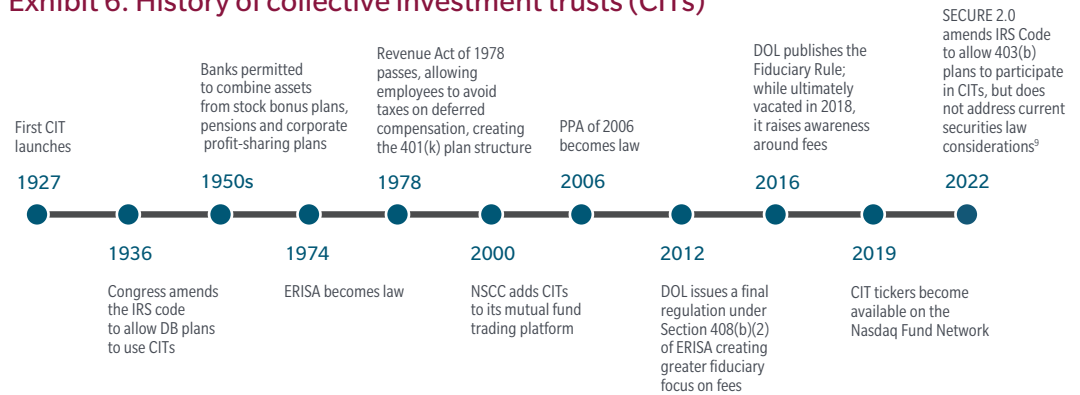 Exhibit 6: History of collective investment trusts (CITs)
First CIT
launches
1927
Banks permitted
to combine assets
from stock bonus plans,
pensions and corporate
profit-sharing plans
1950s
Revenue Act of 1978
passes, allowing
employees to avoid
taxes on deferred
compensation, creating
the 401(k) plan structure
1978
PPA of 2006
becomes law
2006
DOL publishes the
Fiduciary Rule;
while ultimately
vacated in 2018,
it raises awareness
around fees
2016
SECURE 2.0
amends IRS Code
to allow 403(b)
plans to participate
in CITs, but does
not address current
securities law
considerations⁹
2022
1936
Congress amends
the IRS code
to allow DB plans
to use CITs
1974
ERISA becomes law
2000
NSCC adds CITs
to its mutual fund
trading platform
2012
DOL issues a final
regulation under
Section 408(b)(2)
of ERISA creating
greater fiduciary
focus on fees
2019
CIT tickers become
available on the
Nasdaq Fund Network